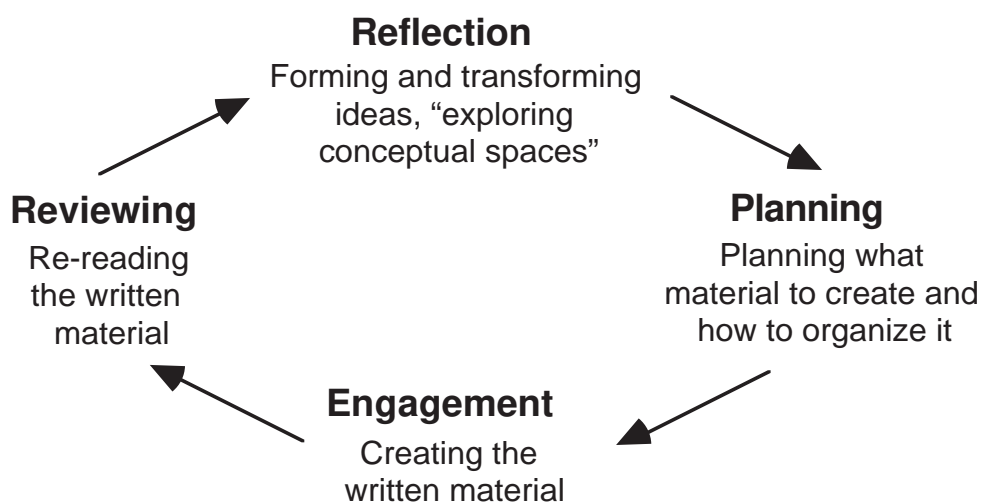 Reflection
Forming and transforming
ideas, “exploring
conceptual spaces”
Planning
Planning what
material to create and
how to organize it
Engagement
Creating the
written material
Reviewing
Re-reading
the written
material